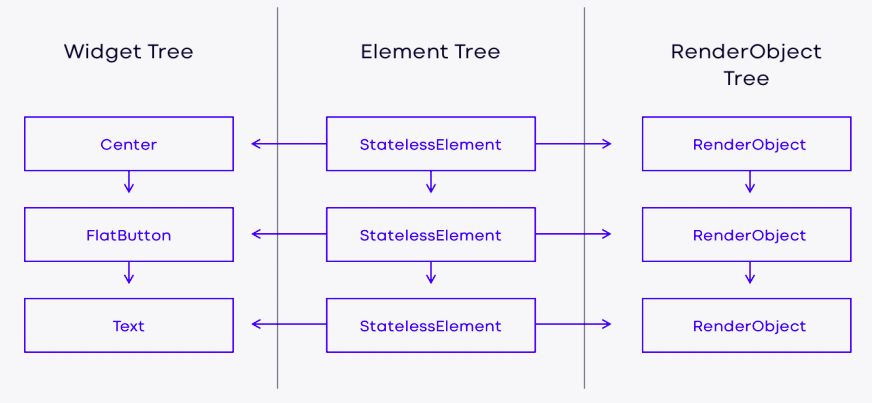 Widget Tree
Element Tree
RenderObject
Tree
Center
StatelessElement
RenderObject
FlatButton
StatelessElement
RenderObject
Text
StatelessElement
RenderObject